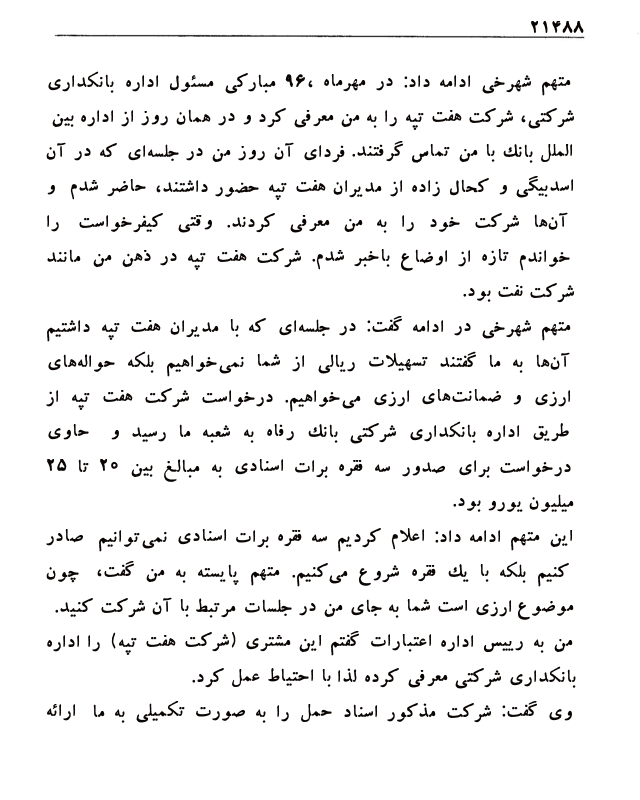 ۲۱۴۸۸
متهم شهرخی ادامه داد: در مهرماه ۹۶، مبارکی مسئول اداره بانکداری
شرکتی، شرکت هفت تپه را به من معرفی کرد و در همان روز از اداره بین
الملل بانك با من تماس گرفتند. فردای آن روز من در جلسه‌ای که در آن
اسدبیگی و کحال زاده از مدیران هفت تپه حضور داشتند، حاضر شدم و
آن‌ها شرکت خود را به من معرفی کردند. وقتی کیفرخواست را
خواندم تازه از اوضاع باخبر شدم. شرکت هفت تپه در ذهن من مانند
شرکت نفت بود.
متهم شهرخی در ادامه گفت: در جلسه‌ای که با مدیران هفت تپه داشتیم
آن‌ها به ما گفتند تسهیلات ریالی از شما نمی‌خواهیم بلکه حواله‌های
ارزی و ضمانت‌های ارزی می‌خواهیم. درخواست شرکت هفت تپه از
طریق اداره بانکداری شرکتی بانك رفاه به شعبه ما رسید و حاوی
درخواست برای صدور سه فقره برات اسنادی به مبالغ بین ۲۰ تا ۲۵
میلیون یورو بود.
این متهم ادامه داد: اعلام کردیم سه فقره برات اسنادی نمی‌توانیم صادر
کنیم بلکه با یك فقره شروع می‌کنیم. متهم پایسته به من گفت، چون
موضوع ارزی است شما به جای من در جلسات مرتبط با آن شرکت کنید.
من به رییس اداره اعتبارات گفتم این مشتری (شرکت هفت تپه) را اداره
بانکداری شرکتی معرفی کرده لذا با احتیاط عمل کرد.
وی گفت: شرکت مذکور اسناد حمل را به صورت تکمیلی به ما ارائه